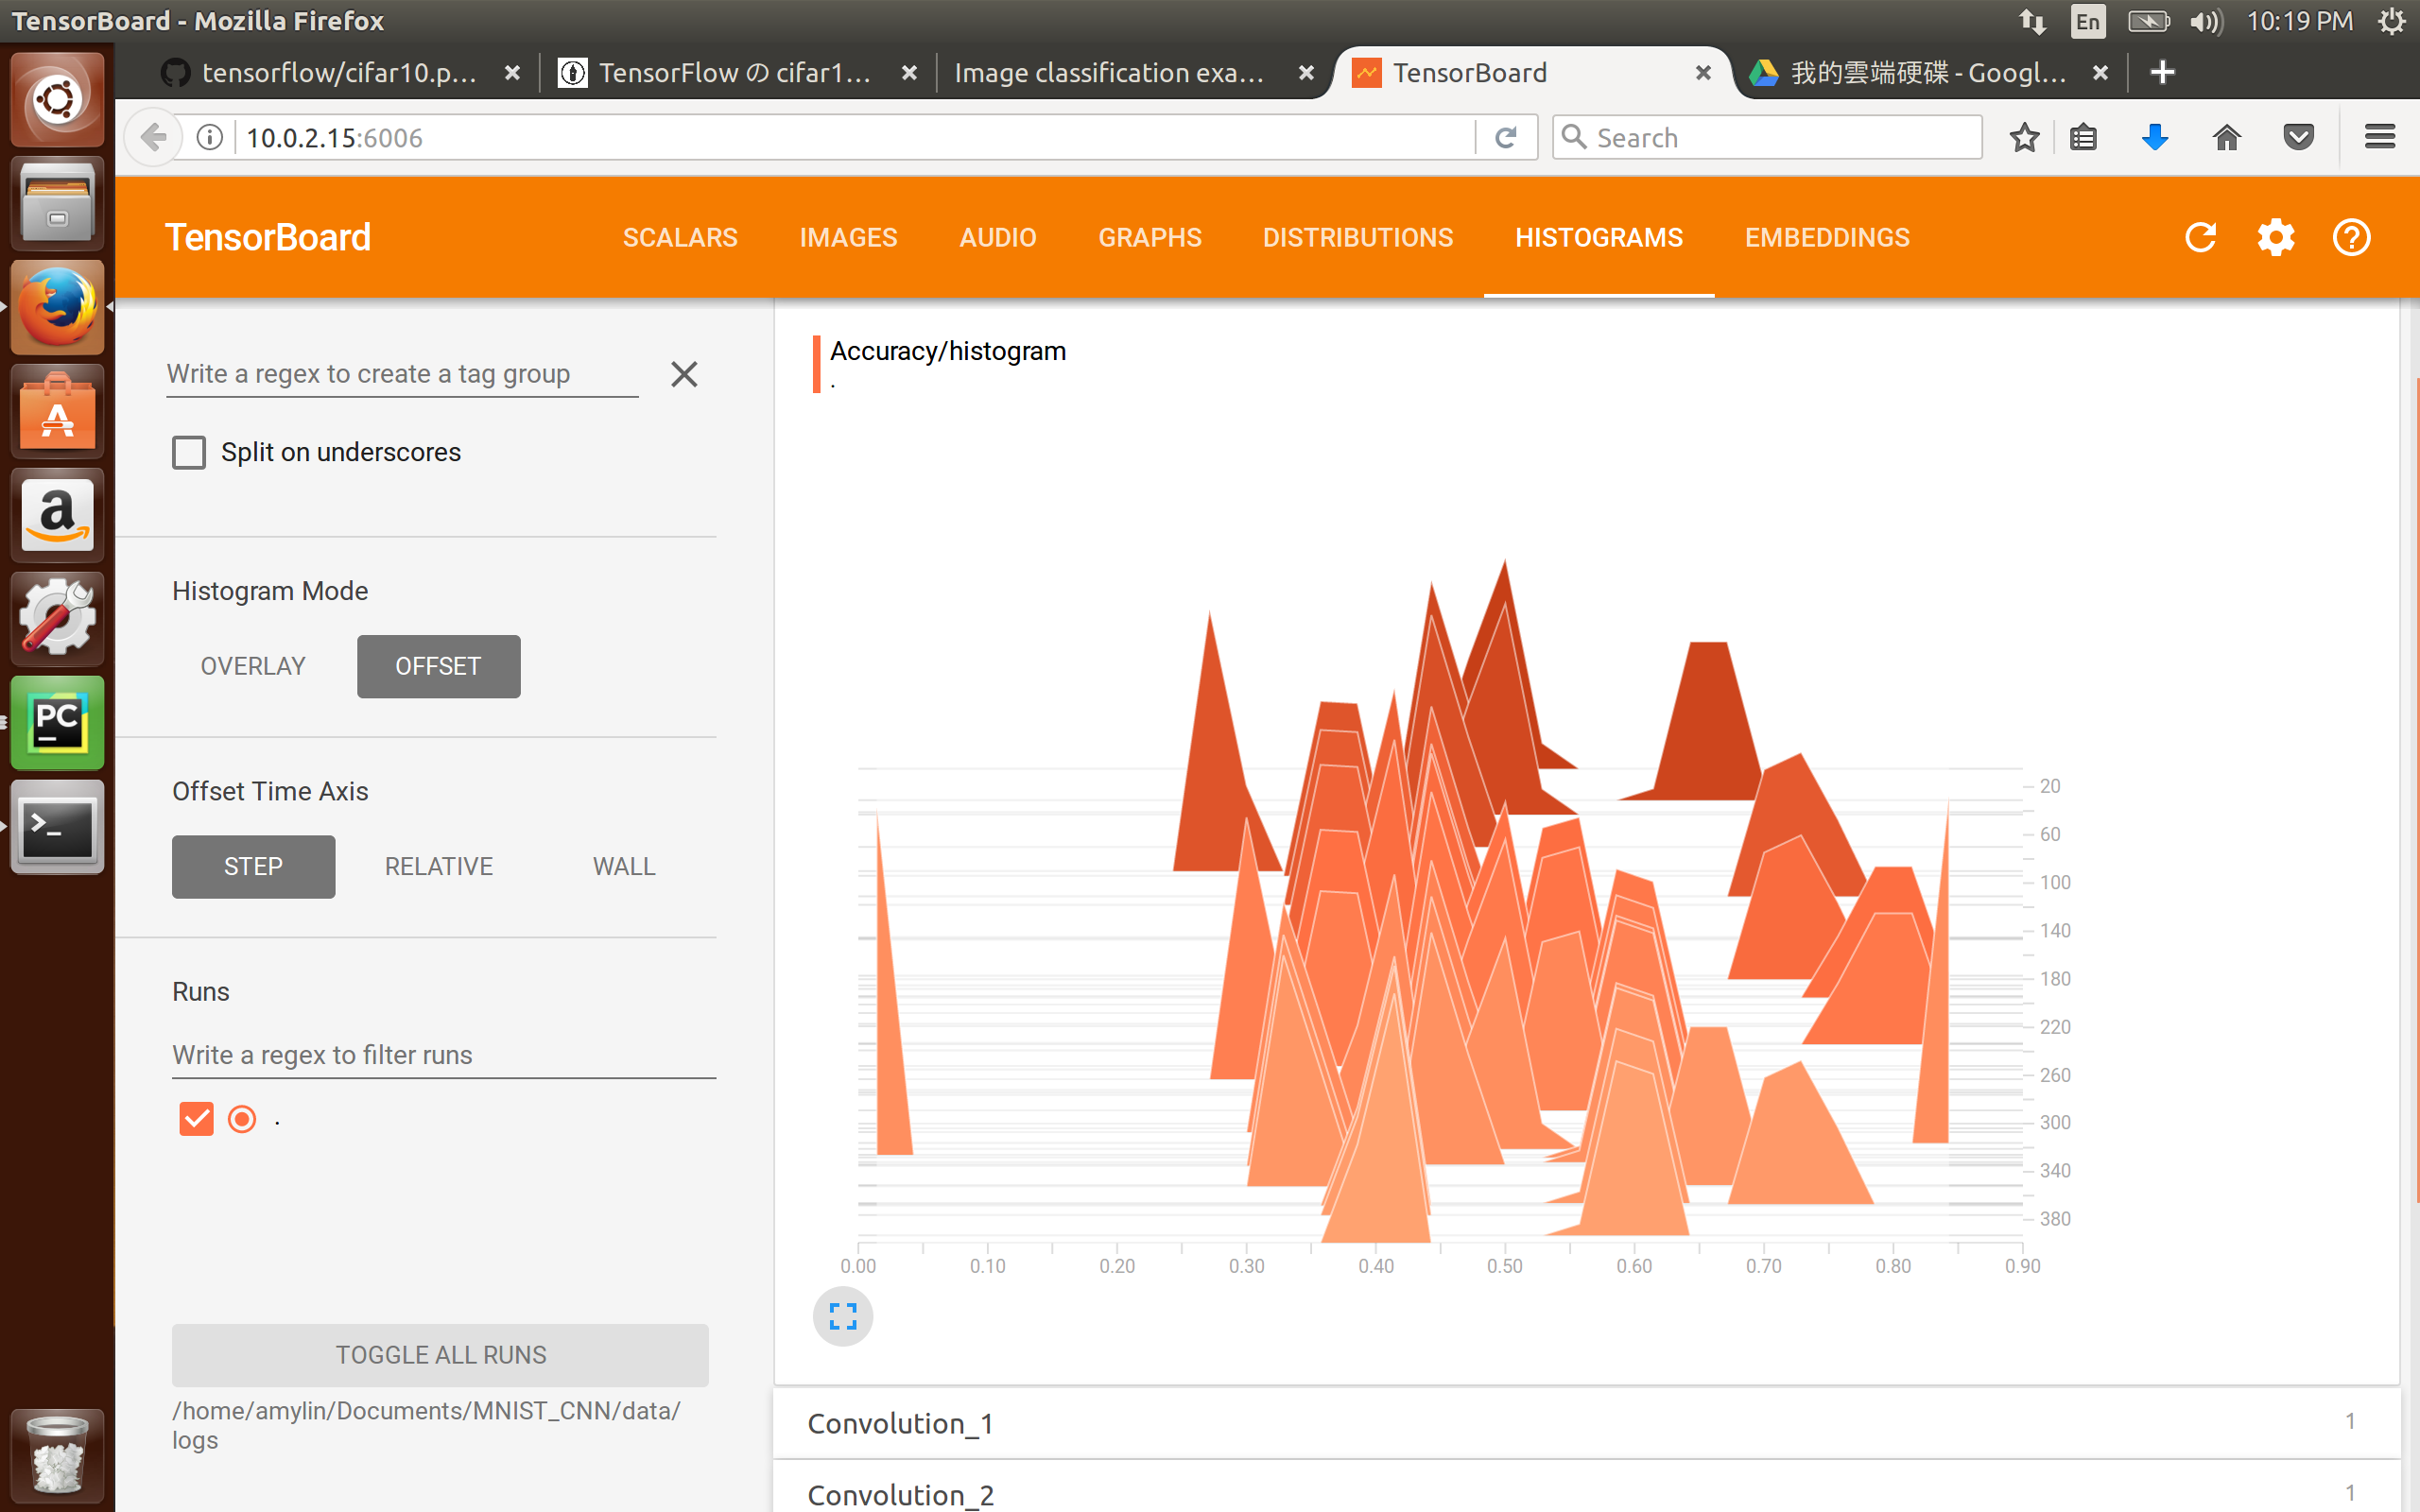 TensorBoard - Mozilla Firefox
En
10:19 PM
tensorflow/cifar10.p...
TensorFlow の cifar1...
Image classification exa...
TensorBoard
我的雲端硬碟 - Googl...
10.0.2.15:6006
Search
TensorBoard
SCALARS
IMAGES
AUDIO
GRAPHS
DISTRIBUTIONS
HISTOGRAMS
EMBEDDINGS
Write a regex to create a tag group
Split on underscores
Histogram Mode
OVERLAY
OFFSET
Offset Time Axis
STEP
RELATIVE
WALL
Runs
Write a regex to filter runs
.
TOGGLE ALL RUNS
/home/amylin/Documents/MNIST_CNN/data/
logs
Accuracy/histogram
.
20
60
100
140
180
220
260
300
340
380
0.00
0.10
0.20
0.30
0.40
0.50
0.60
0.70
0.80
0.90
Convolution_1
1
Convolution_2
1
PC
a
A
>_